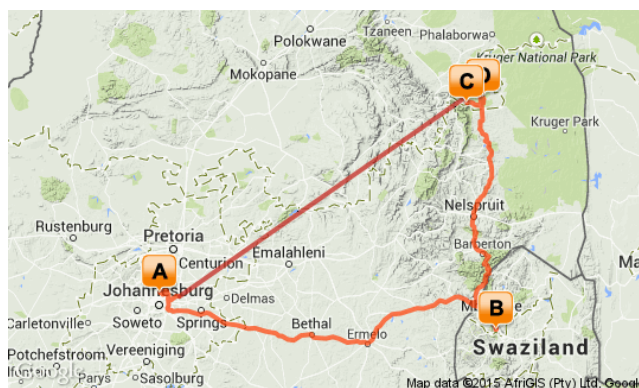 Polokwane
Tzaneen
Phalaborwa
Kruger National Park
Mokopane
C
D
Kruger Park
Rustenburg
Pretoria
Nelspruit
Centurion
Emalahleni
Barberton
A
Johannesburg
Delmas
Soweto
Springs
B
Carletonville
Bethal
Ermelo
Swaziland
Potchefstroom
Vereeniging
Parys
Sasolburg
Map data ©2015 AfriGIS (Pty) Ltd, Goog